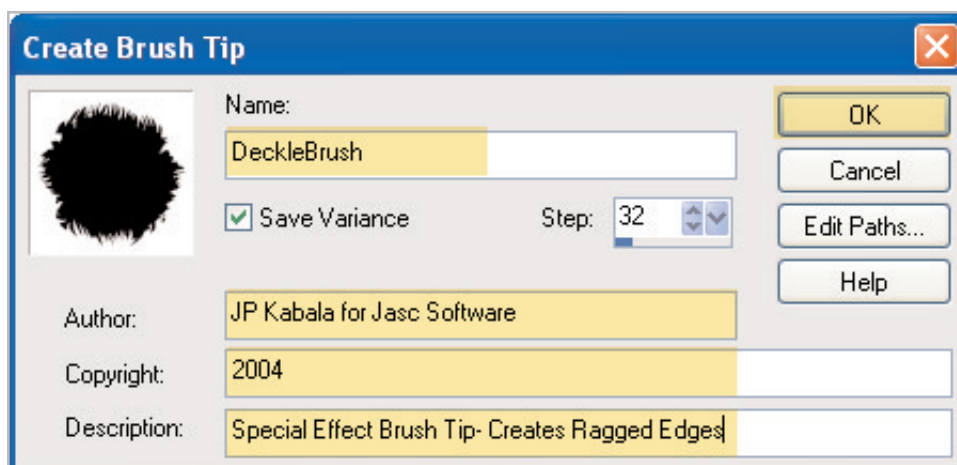 Create Brush Tip
Name:
DeckleBrush
Save Variance
Step:
32
OK
Cancel
Edit Paths...
Help
Author:
JP Kabala for Jasc Software
Copyright:
2004
Description:
Special Effect Brush Tip- Creates Ragged Edges